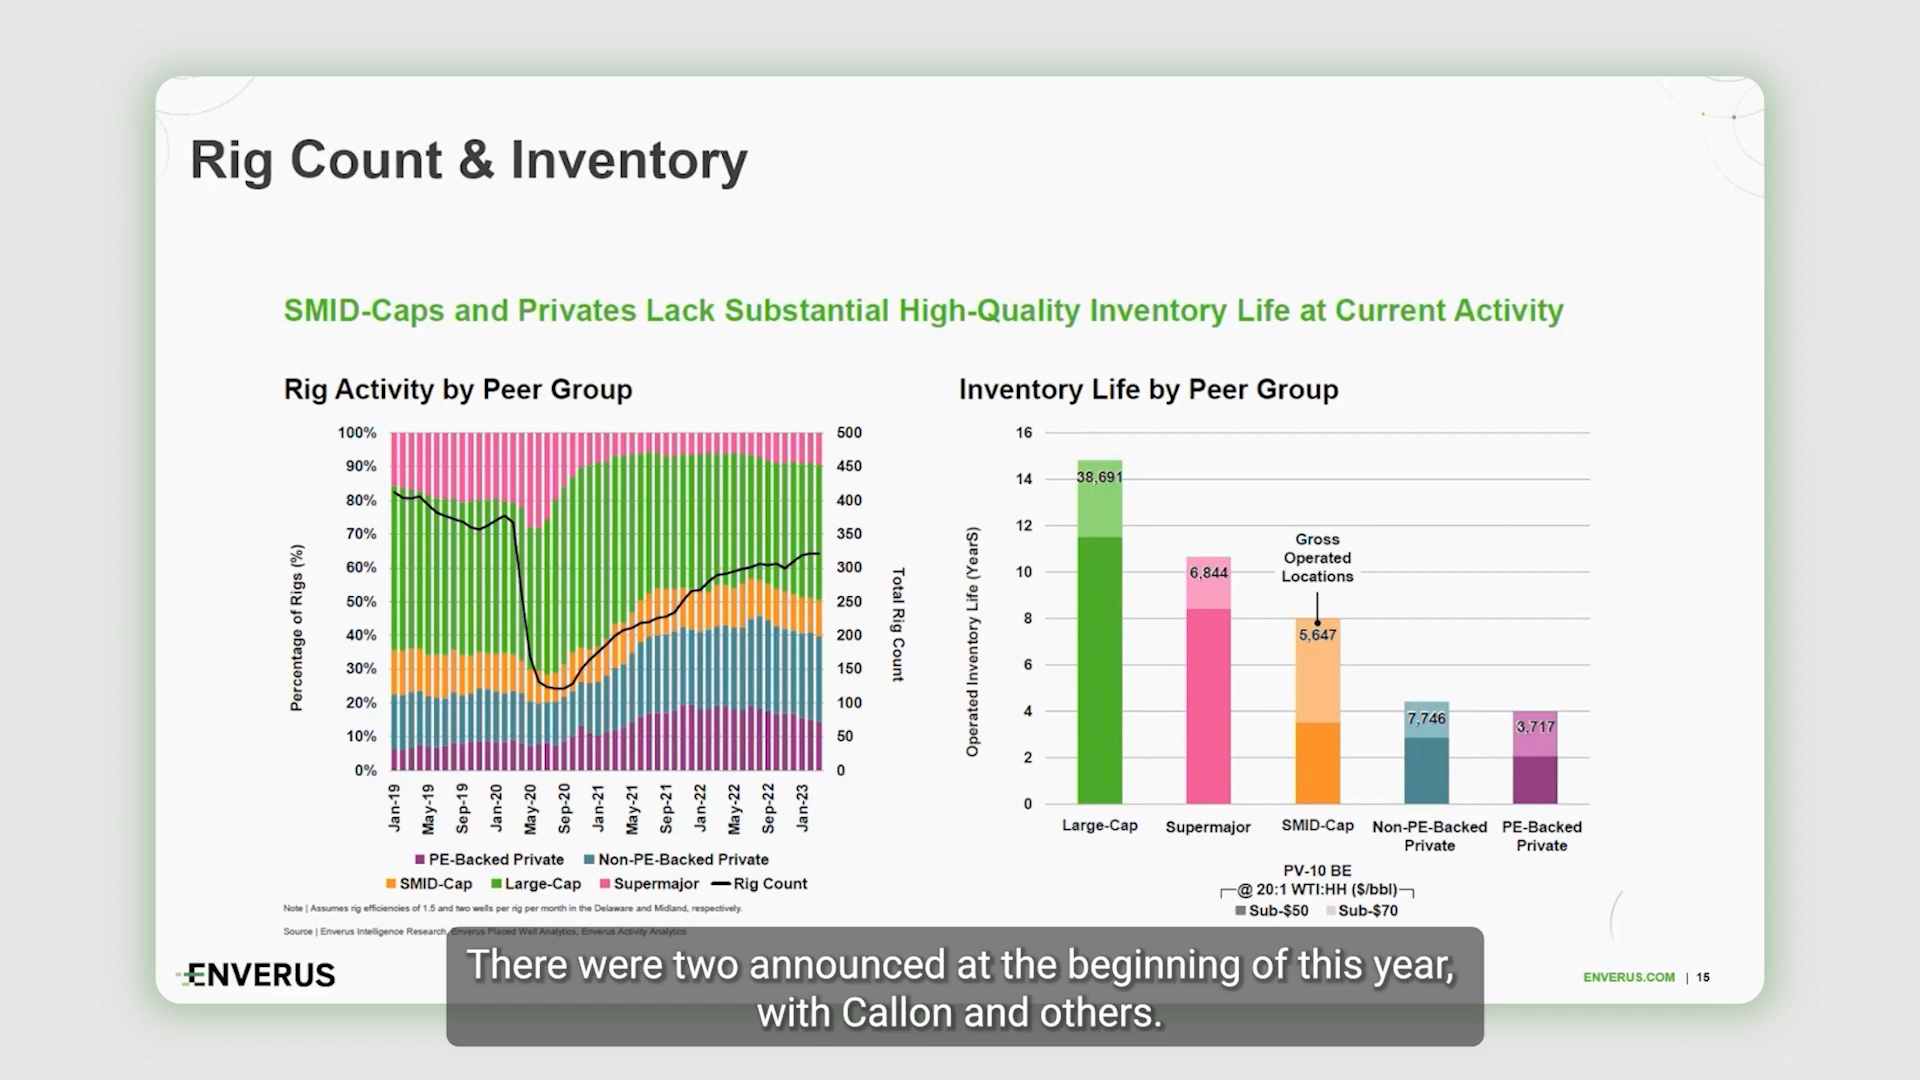 Rig Count & Inventory
SMID-Caps and Privates Lack Substantial High-Quality Inventory Life at Current Activity
Rig Activity by Peer Group
100%
90%
80%
70%
60%
50%
40%
30%
20%
10%
0%
Percentage of Rigs (%)
500
450
400
350
300
250
200
150
100
50
0
Total Rig Count
Jan-19
May-19
Sep-19
Jan-20
May-20
Sep-20
Jan-21
May-21
Sep-21
Jan-22
May-22
Sep-22
Jan-23
PE-Backed Private
Non-PE-Backed Private
SMID-Cap
Large-Cap
Supermajor
Rig Count
Note | Assumes rig efficiencies of 1.5 and two wells per rig per month in the Delaware and Midland, respectively.
Source | Enverus Intelligence Research, Enverus Placed Well Analytics, Enverus Activity Analytics
Inventory Life by Peer Group
Operated Inventory Life (YearS)
16
14
12
10
8
6
4
2
0
38,691
6,844
Gross
Operated
Locations
5,647
7,746
3,717
Large-Cap
Supermajor
SMID-Cap
Non-PE-Backed
Private
PE-Backed
Private
PV-10 BE
@ 20:1 WTI:HH ($/bbl)
Sub-$50
Sub-$70
ENVERUS
ENVERUS.COM | 15
There were two announced at the beginning of this year,
with Callon and others.